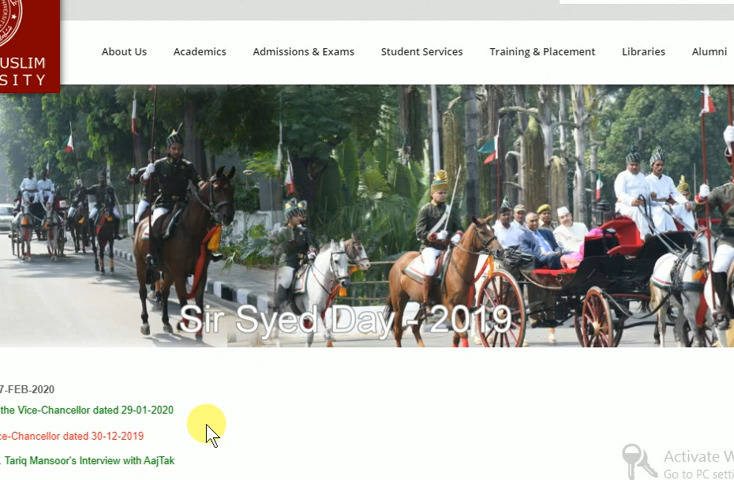 USLIM
SITY
About Us Academics Admissions & Exams Student Services Training & Placement Libraries Alumni
Sir Syed Day - 2019
7-FEB-2020
the Vice-Chancellor dated 29-01-2020
ce-Chancellor dated 30-12-2019
. Tariq Mansoor's Interview with AajTak
Activate W
Go to PC setti